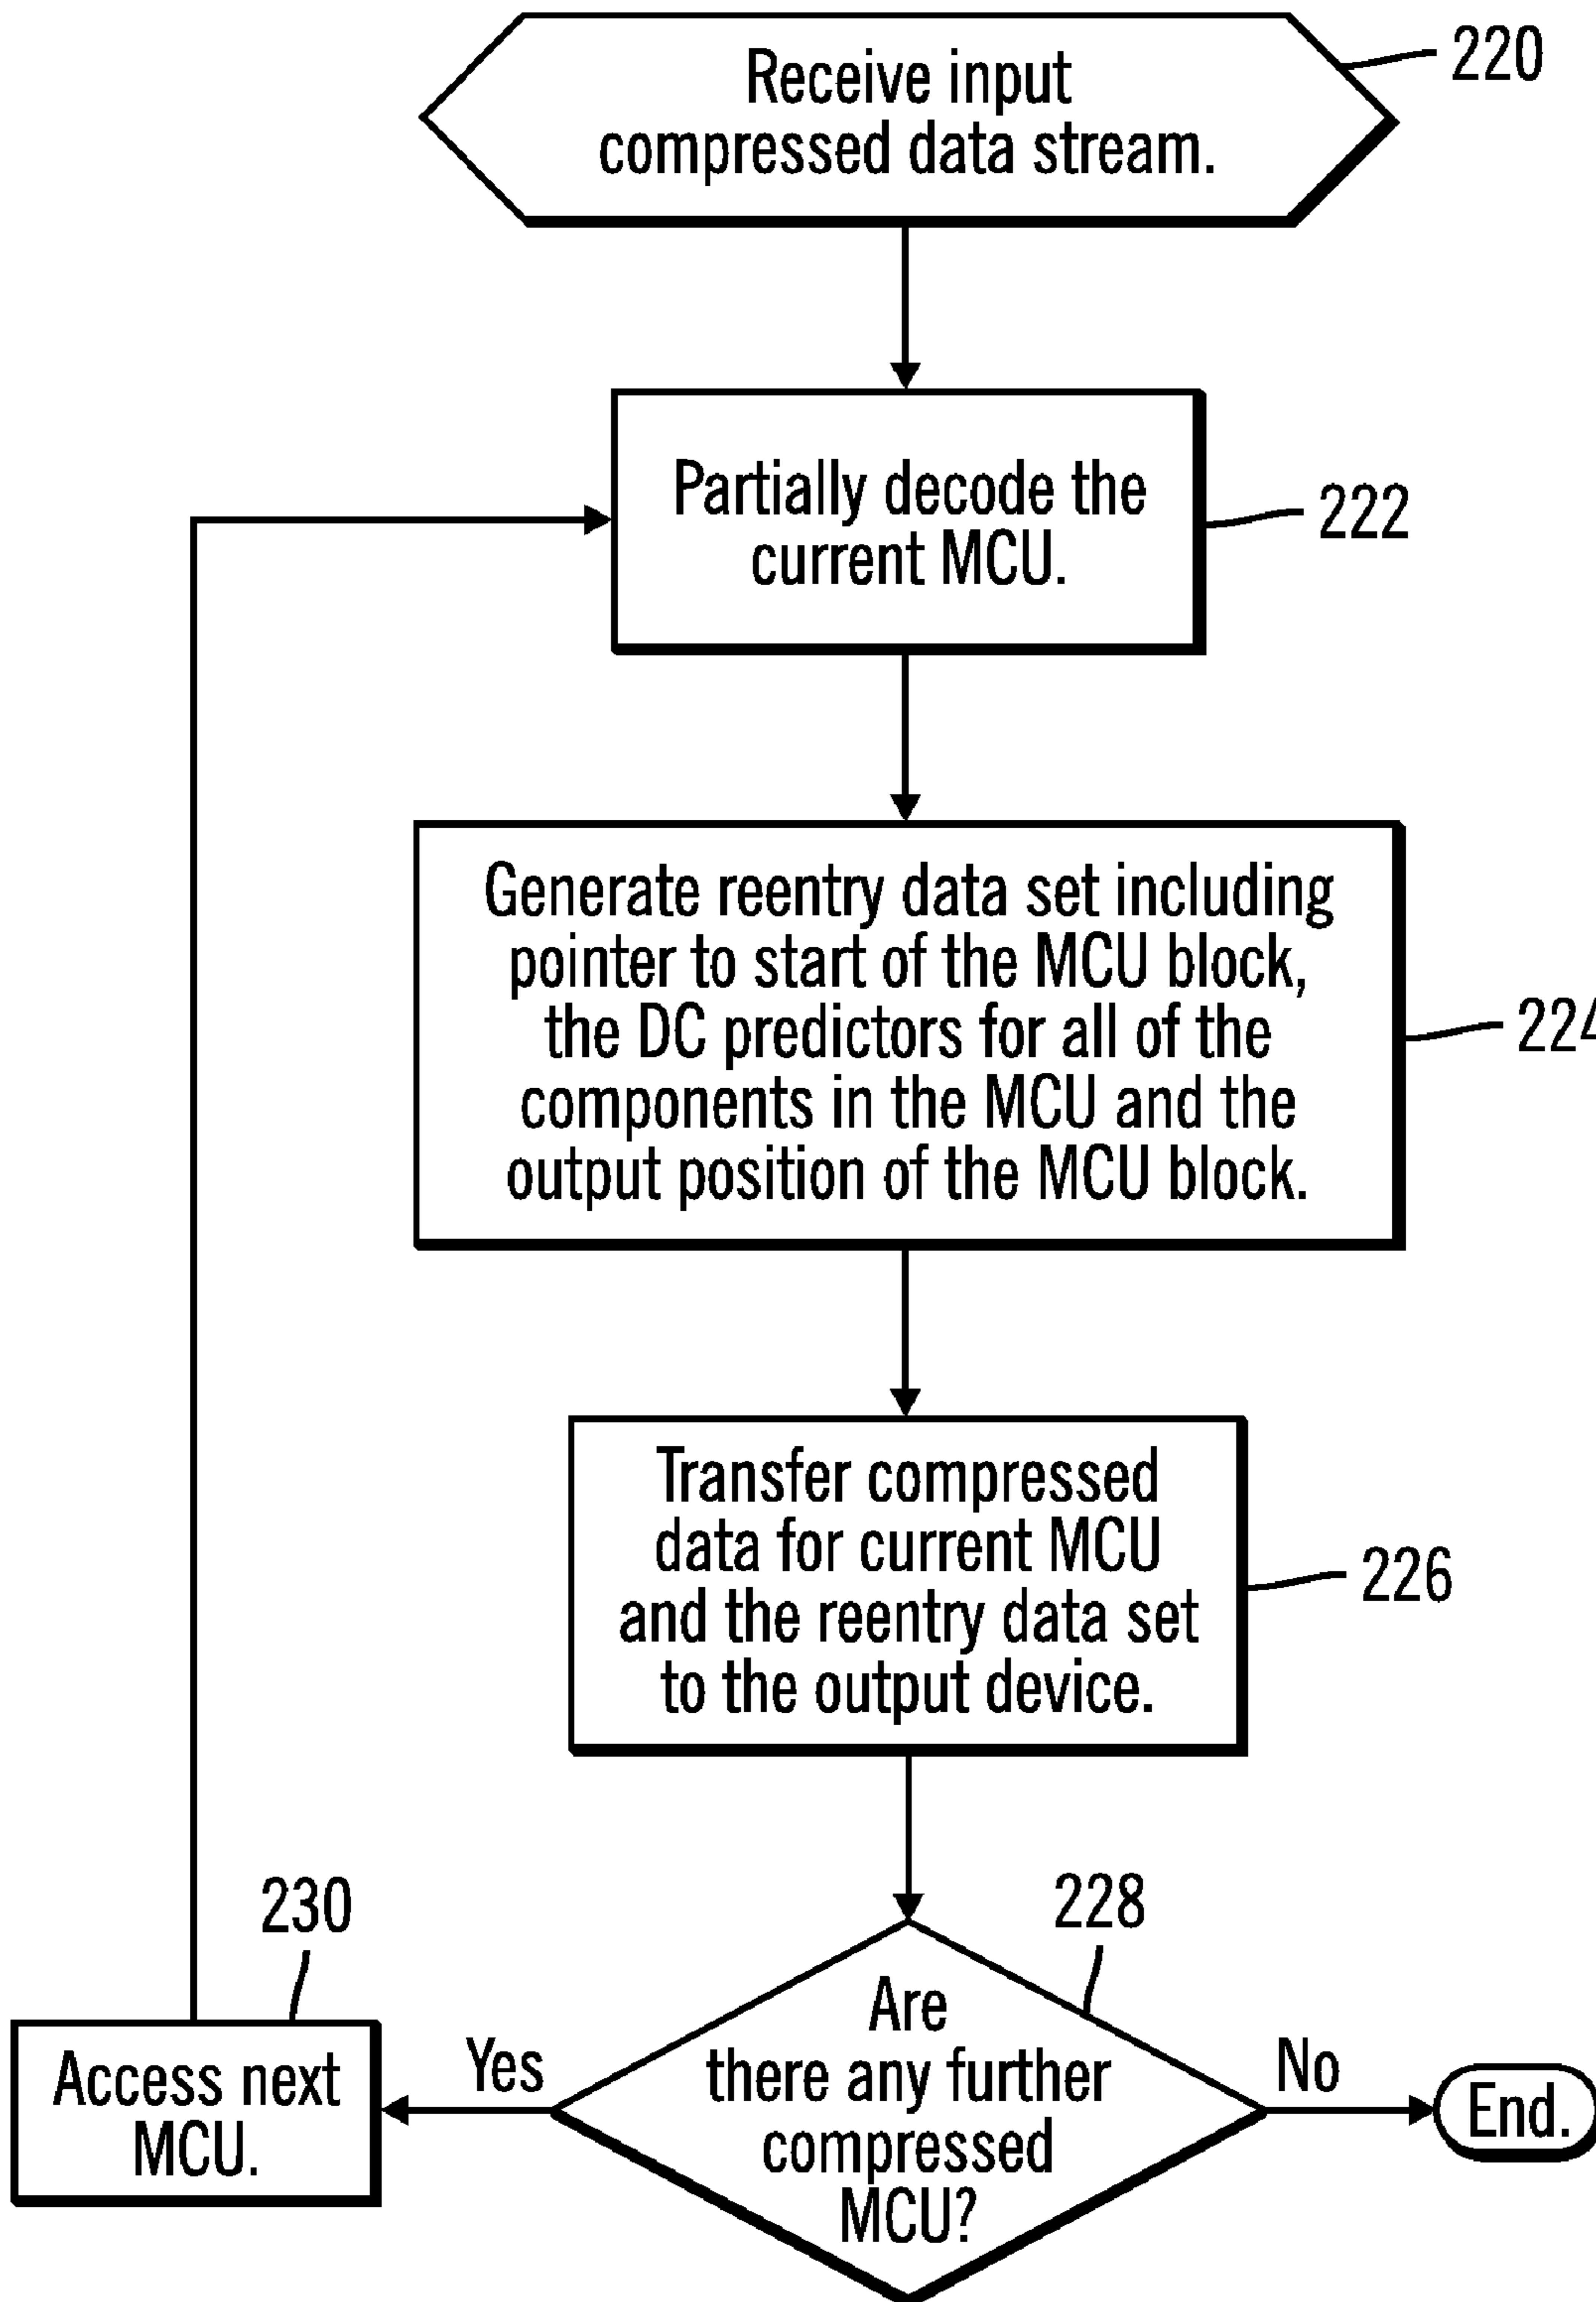 Receive input
compressed data stream.
220
Partially decode the
current MCU.
222
Generate reentry data set including
pointer to start of the MCU block,
the DC predictors for all of the
components in the MCU and the
output position of the MCU block.
224
Transfer compressed
data for current MCU
and the reentry data set
to the output device.
226
228
Are
there any further
compressed
MCU?
Yes
No
230
Access next
MCU.
End.